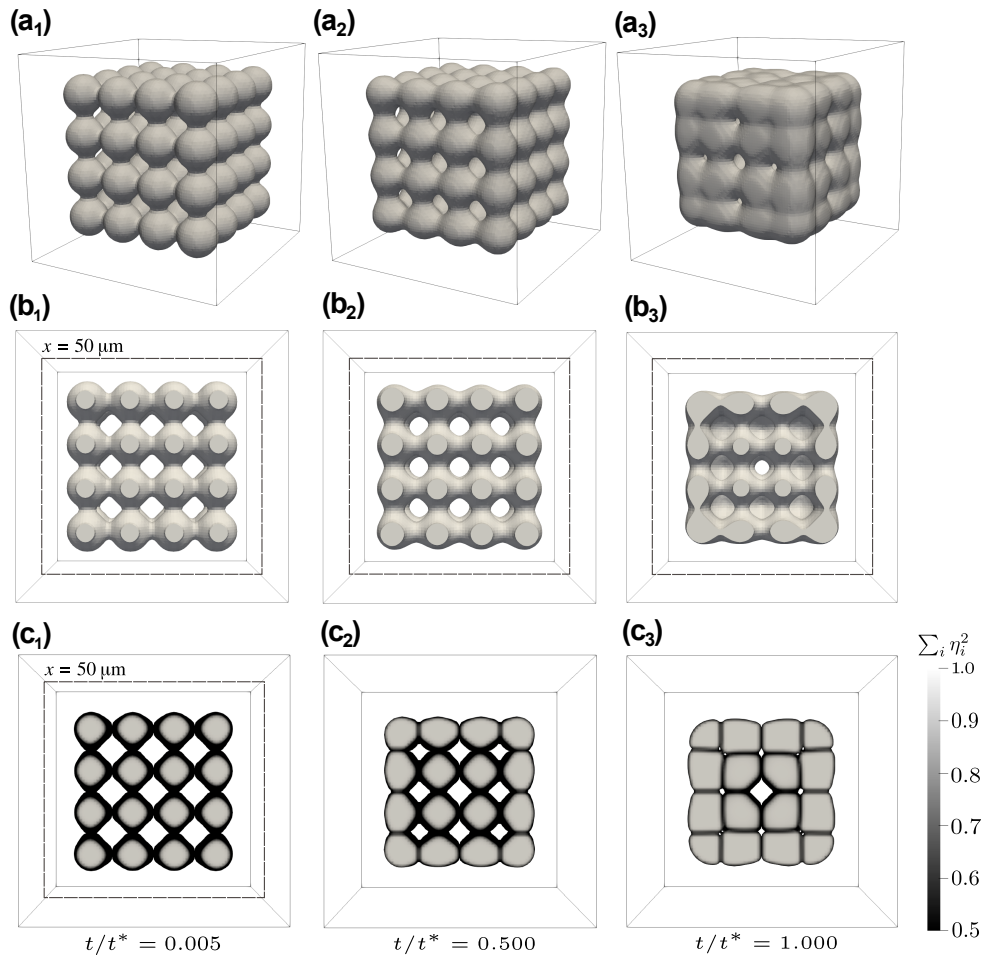 (a₁)
(a₂)
(a₃)
(b₁)
(b₂)
(b₃)
x = 50 μm
(c₁)
(c₂)
(c₃)
x = 50 μm
∑ᵢ ηᵢ²
1.0
0.9
0.8
0.7
0.6
0.5
t/t* = 0.005
t/t* = 0.500
t/t* = 1.000